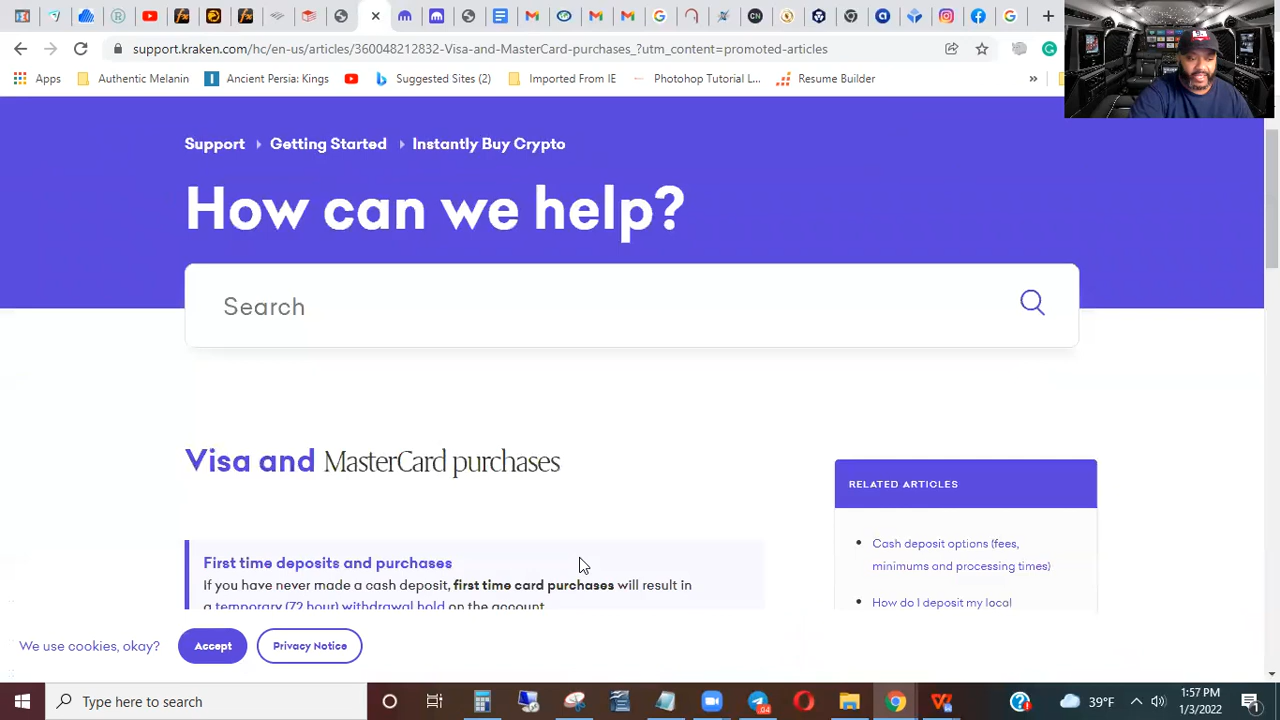 support.kraken.com/hc/en-us/articles/360048212832-Visa-and-MasterCard-purchases_?utm_content=promoted-articles
Apps Authentic Melanin Ancient Persia: Kings Suggested Sites (2) Imported From IE Photohop Tutorial L... Resume Builder »
Support Getting Started Instantly Buy Crypto
How can we help?
Search
Visa and MasterCard purchases
RELATED ARTICLES
First time deposits and purchases
If you have never made a cash deposit, first time card purchases will result in
a temporary (72 hour) withdrawal hold on the account.
Cash deposit options (fees,
minimums and processing times)
How do I deposit my local
We use cookies, okay? Accept Privacy Notice
Type here to search
39°F
1:57 PM
1/3/2022